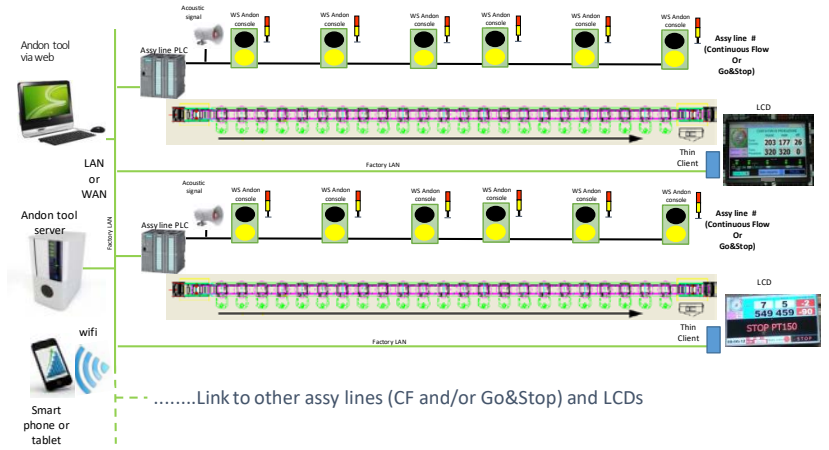 Acoustic
signal
WS Andon
console
WS Andon
console
WS Andon
console
WS Andon
console
WS Andon
console
WS Andon
console
Assy line #
(Continuous Flow
Or
Go&Stop)
Andon tool
via web
Assy line PLC
LCD
203 177 26
320 320 0
Thin
Client
LAN
or
WAN
Factory LAN
Acoustic
signal
WS Andon
console
WS Andon
console
WS Andon
console
WS Andon
console
WS Andon
console
WS Andon
console
Assy line #
(Continuous Flow
Or
Go&Stop)
Andon tool
server
Factory LAN
Assy line PLC
LCD
7 5 -2
549 459 -90
STOP PT150
0 STOP
Thin
Client
wifi
Factory LAN
........Link to other assy lines (CF and/or Go&Stop) and LCDs
Smart
phone or
tablet